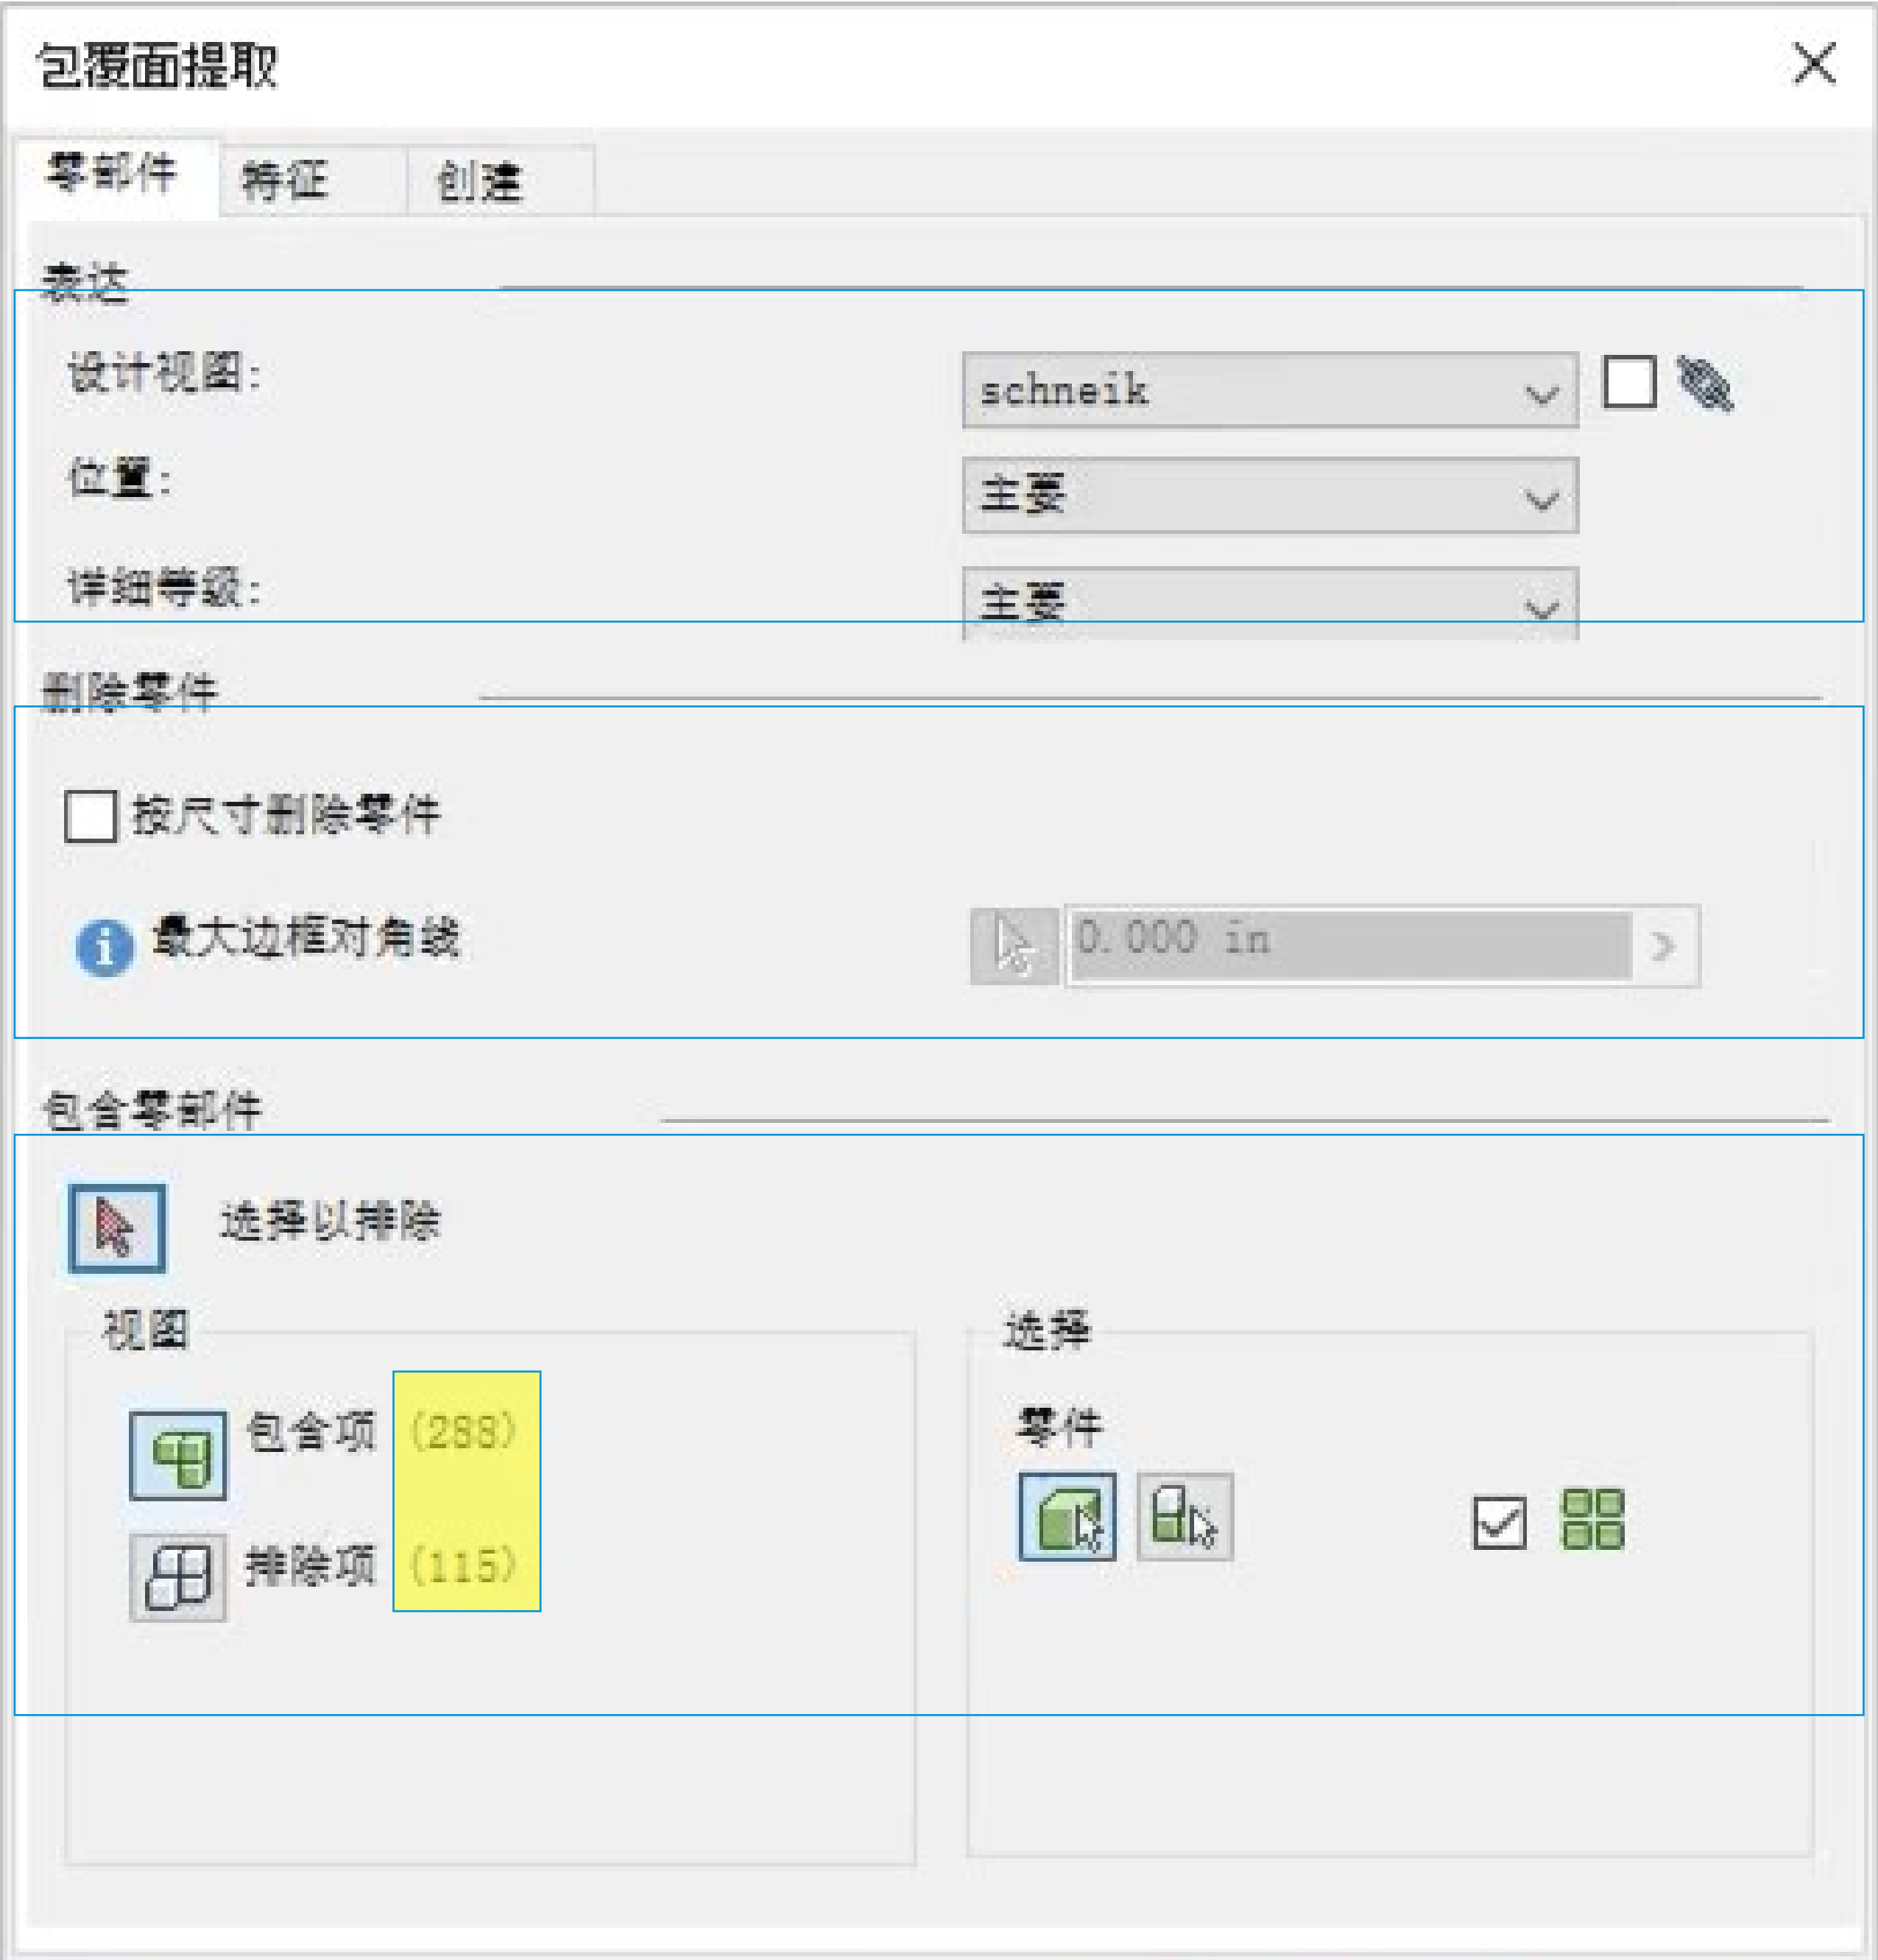 包覆面提取
零部件 特征 创建
表达
设计视图: schneik
位置: 主要
详细等级: 主要
删除零件
按尺寸删除零件
最大边框对角线 0.000 in
包含零部件
选择以排除
视图 选择
包含项 (288) 零件
排除项 (115)